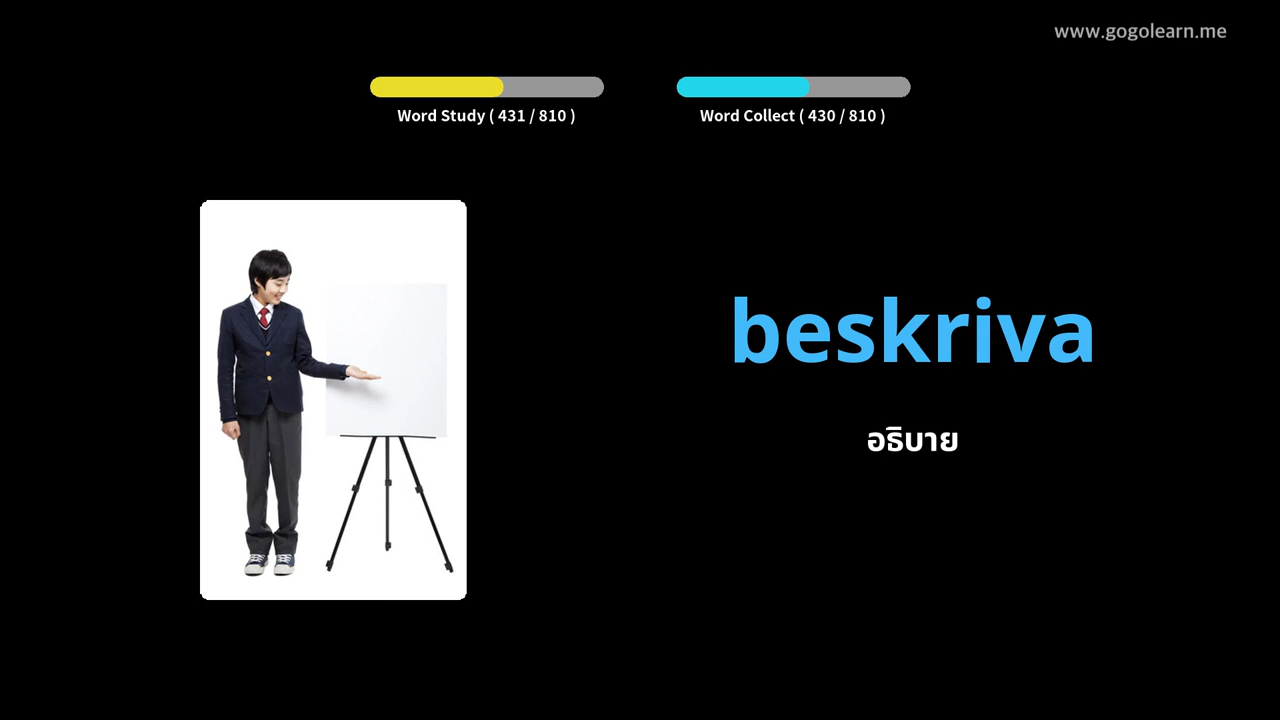 www.gogolearn.me
Word Study ( 431 / 810 )
Word Collect ( 430 / 810 )
beskriva
อธิบาย